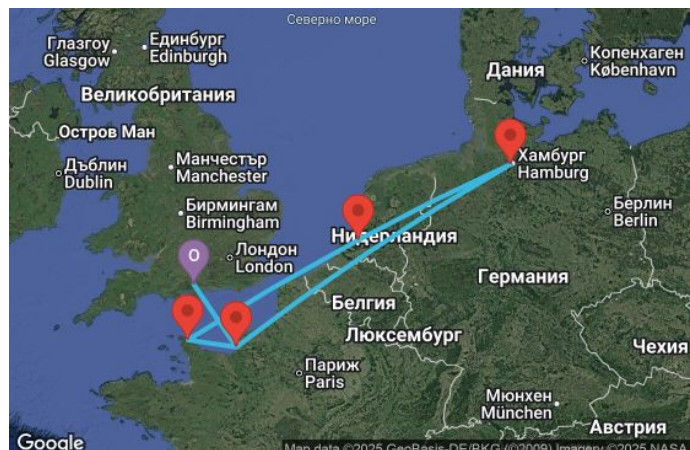 Северно море
Глазгоу
Glasgow
Единбург
Edinburgh
Копенхаген
København
Дания
Великобритания
Остров Ман
Хамбург
Hamburg
Дъблин
Dublin
Манчестър
Manchester
Бирмингам
Birmingham
Берлин
Berlin
Нидерландия
Лондон
London
O
Германия
Белгия
Люксембург
Чехия
Париж
Paris
Мюнхен
München
Австрия
Google
Map data ©2025 GeoBasis-DE/BKG (©2009) Imagery ©2025 NASA